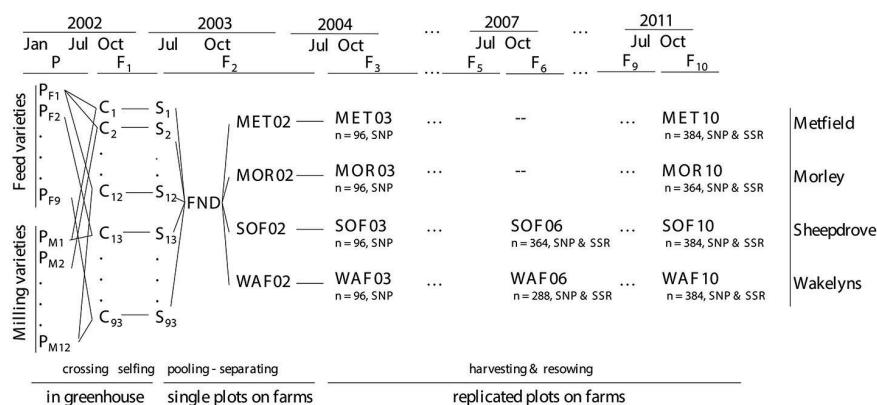 2002 2003 2004 ... 2007 ... 2011
Jan Jul Oct Jul Oct Jul Oct Jul Oct Jul Oct
P F1 F2 F3 ... F5 F6 ... F9 F10
Feed varieties
PF1
PF2
.
.
.
PF9
Milling varieties
PM1
PM2
.
.
.
PM12
C1 S1
C2 S2
. .
. .
C12 S12
C13 S13
. .
. .
. .
C93 S93
FND
MET02 MET03 ... -- ... MET10 Metfield
n = 96, SNP n = 384, SNP & SSR
MOR02 MOR03 ... -- ... MOR10 Morley
n = 96, SNP n = 364, SNP & SSR
SOF02 SOF03 ... SOF06 ... SOF10 Sheepdrove
n = 96, SNP n = 364, SNP & SSR n = 384, SNP & SSR
WAF02 WAF03 ... WAF06 ... WAF10 Wakelyns
n = 96, SNP n = 288, SNP & SSR n = 384, SNP & SSR
crossing selfing pooling - separating harvesting & resowing
in greenhouse single plots on farms replicated plots on farms